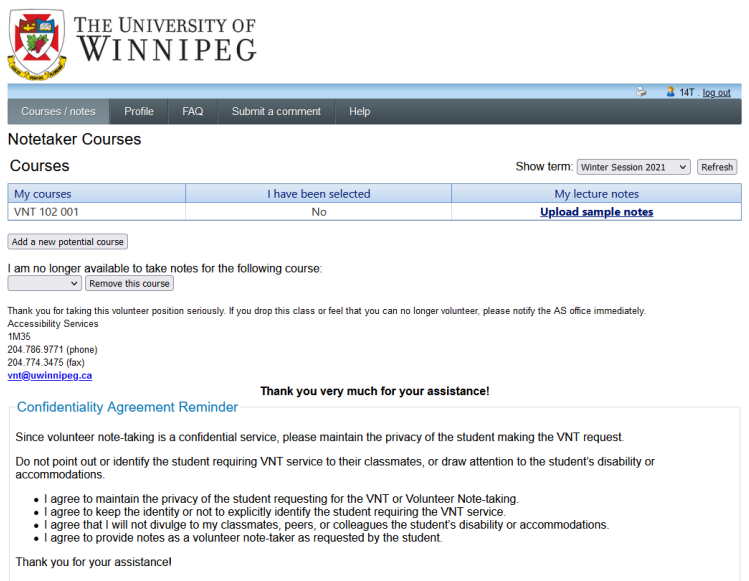 THE UNIVERSITY OF
WINNIPEG
14T . log out
Courses / notes Profile FAQ Submit a comment Help
Notetaker Courses
Courses
Show term: Winter Session 2021 Refresh
My courses I have been selected My lecture notes
VNT 102 001 No Upload sample notes
Add a new potential course
I am no longer available to take notes for the following course:
Remove this course
Thank you for taking this volunteer position seriously. If you drop this class or feel that you can no longer volunteer, please notify the AS office immediately.
Accessibility Services
1M35
204.786.9771 (phone)
204.774.3475 (fax)
vnt@uwinnipeg.ca
Thank you very much for your assistance!
Confidentiality Agreement Reminder
Since volunteer note-taking is a confidential service, please maintain the privacy of the student making the VNT request.
Do not point out or identify the student requiring VNT service to their classmates, or draw attention to the student's disability or
accommodations.
• I agree to maintain the privacy of the student requesting for the VNT or Volunteer Note-taking.
• I agree to keep the identity or not to explicitly identify the student requiring the VNT service.
• I agree that I will not divulge to my classmates, peers, or colleagues the student's disability or accommodations.
• I agree to provide notes as a volunteer note-taker as requested by the student.
Thank you for your assistance!